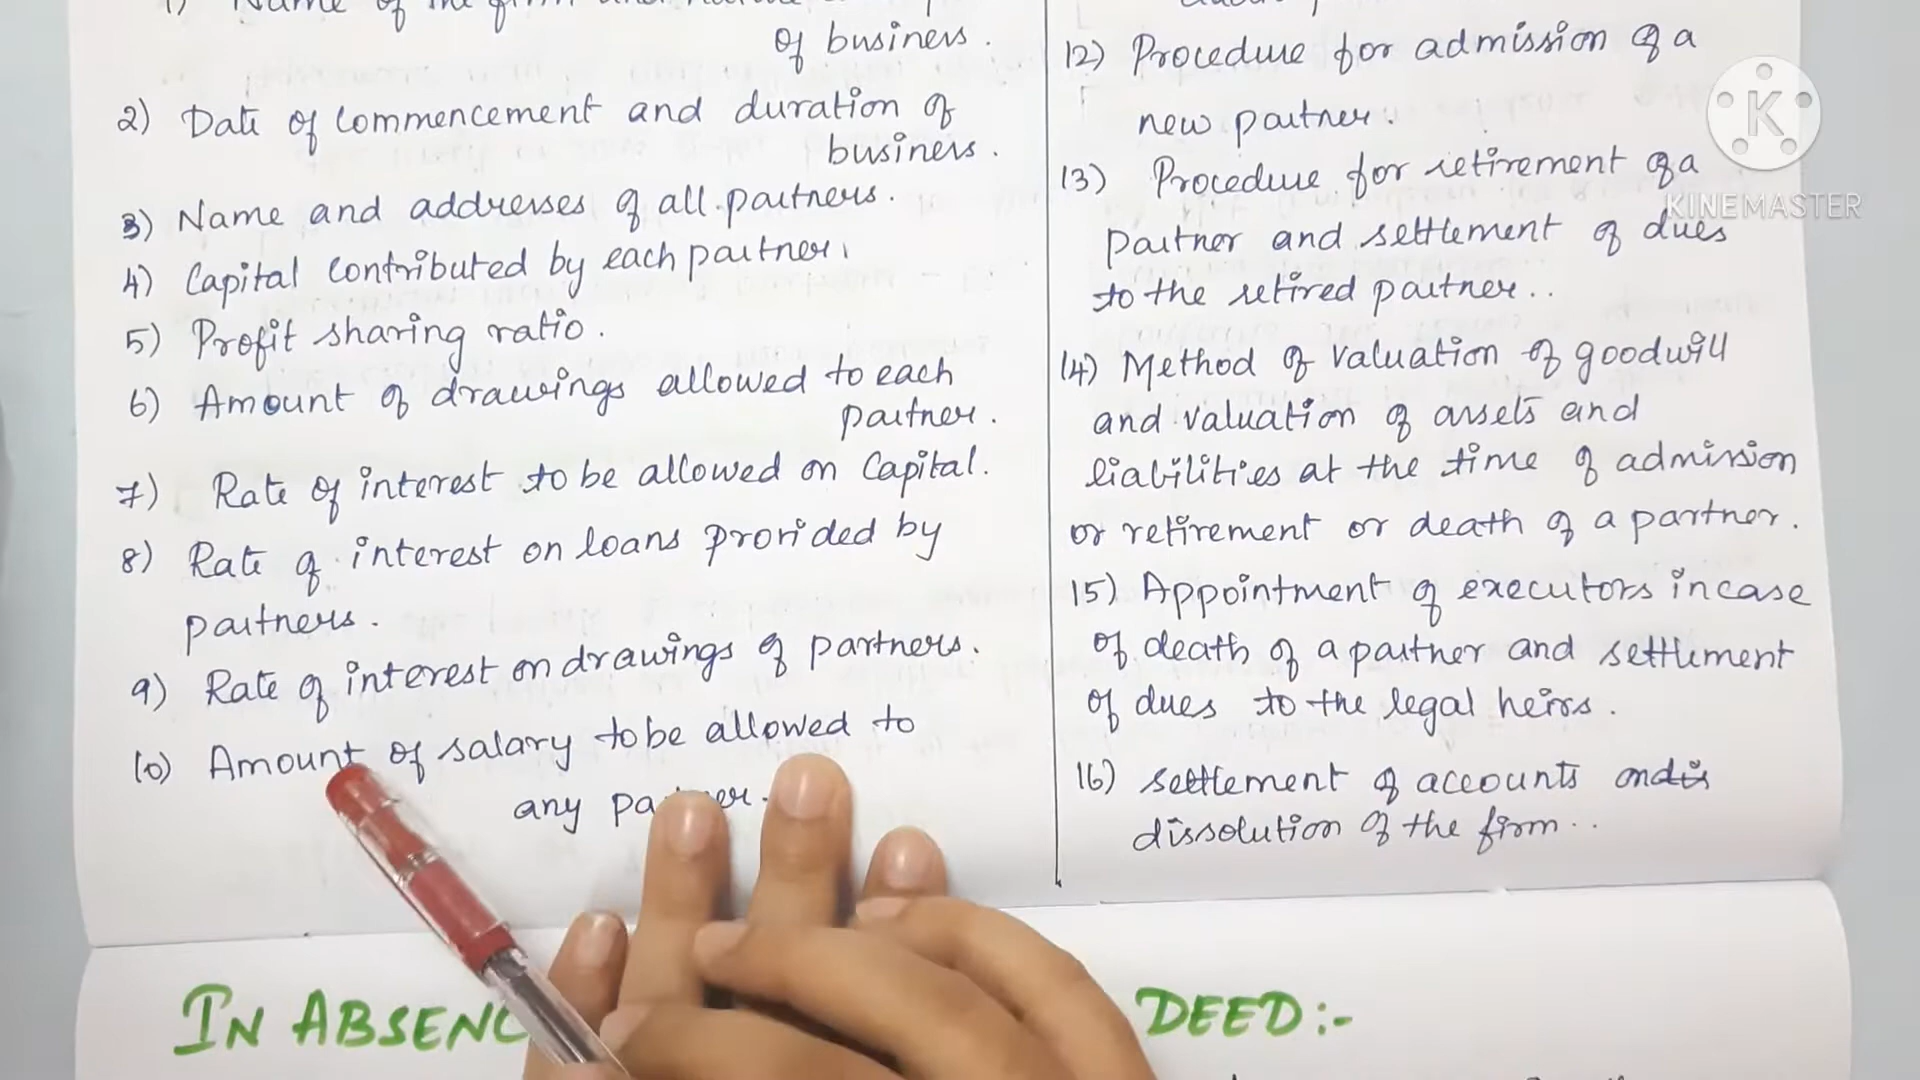 of business.
2) Date of commencement and duration of
business.
3) Name and addresses of all partners.
4) Capital contributed by each partner.
5) Profit sharing ratio.
6) Amount of drawings allowed to each
partner.
7) Rate of interest to be allowed on Capital.
8) Rate of interest on loans provided by
partners.
9) Rate of interest on drawings of partners.
10) Amount of salary to be allowed to
any
12) Procedure for admission of a
new partner.
13) Procedure for retirement of a
partner and settlement of dues
to the retired partner..
14) Method of valuation of goodwill
and valuation of assets and
liabilities at the time of admission
or retirement or death of a partner.
15) Appointment of executors incase
of death of a partner and settlement
of dues to the legal heirs.
16) settlement of accounts on
dissolution of the firm..
IN DEED:-
K
KINEMASTER